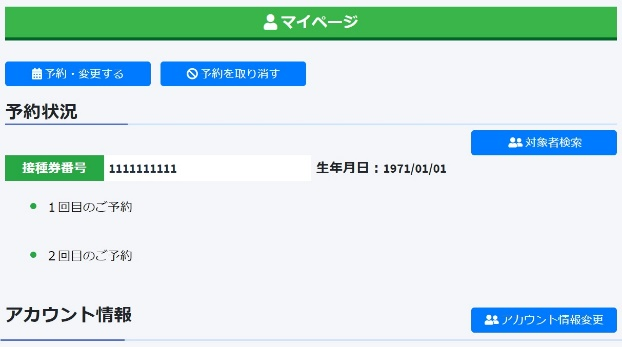 マイページ
予約・変更する 予約を取り消す
予約状況
対象者検索
接種券番号 1111111111 生年月日：1971/01/01
１回目のご予約
２回目のご予約
アカウント情報 アカウント情報変更